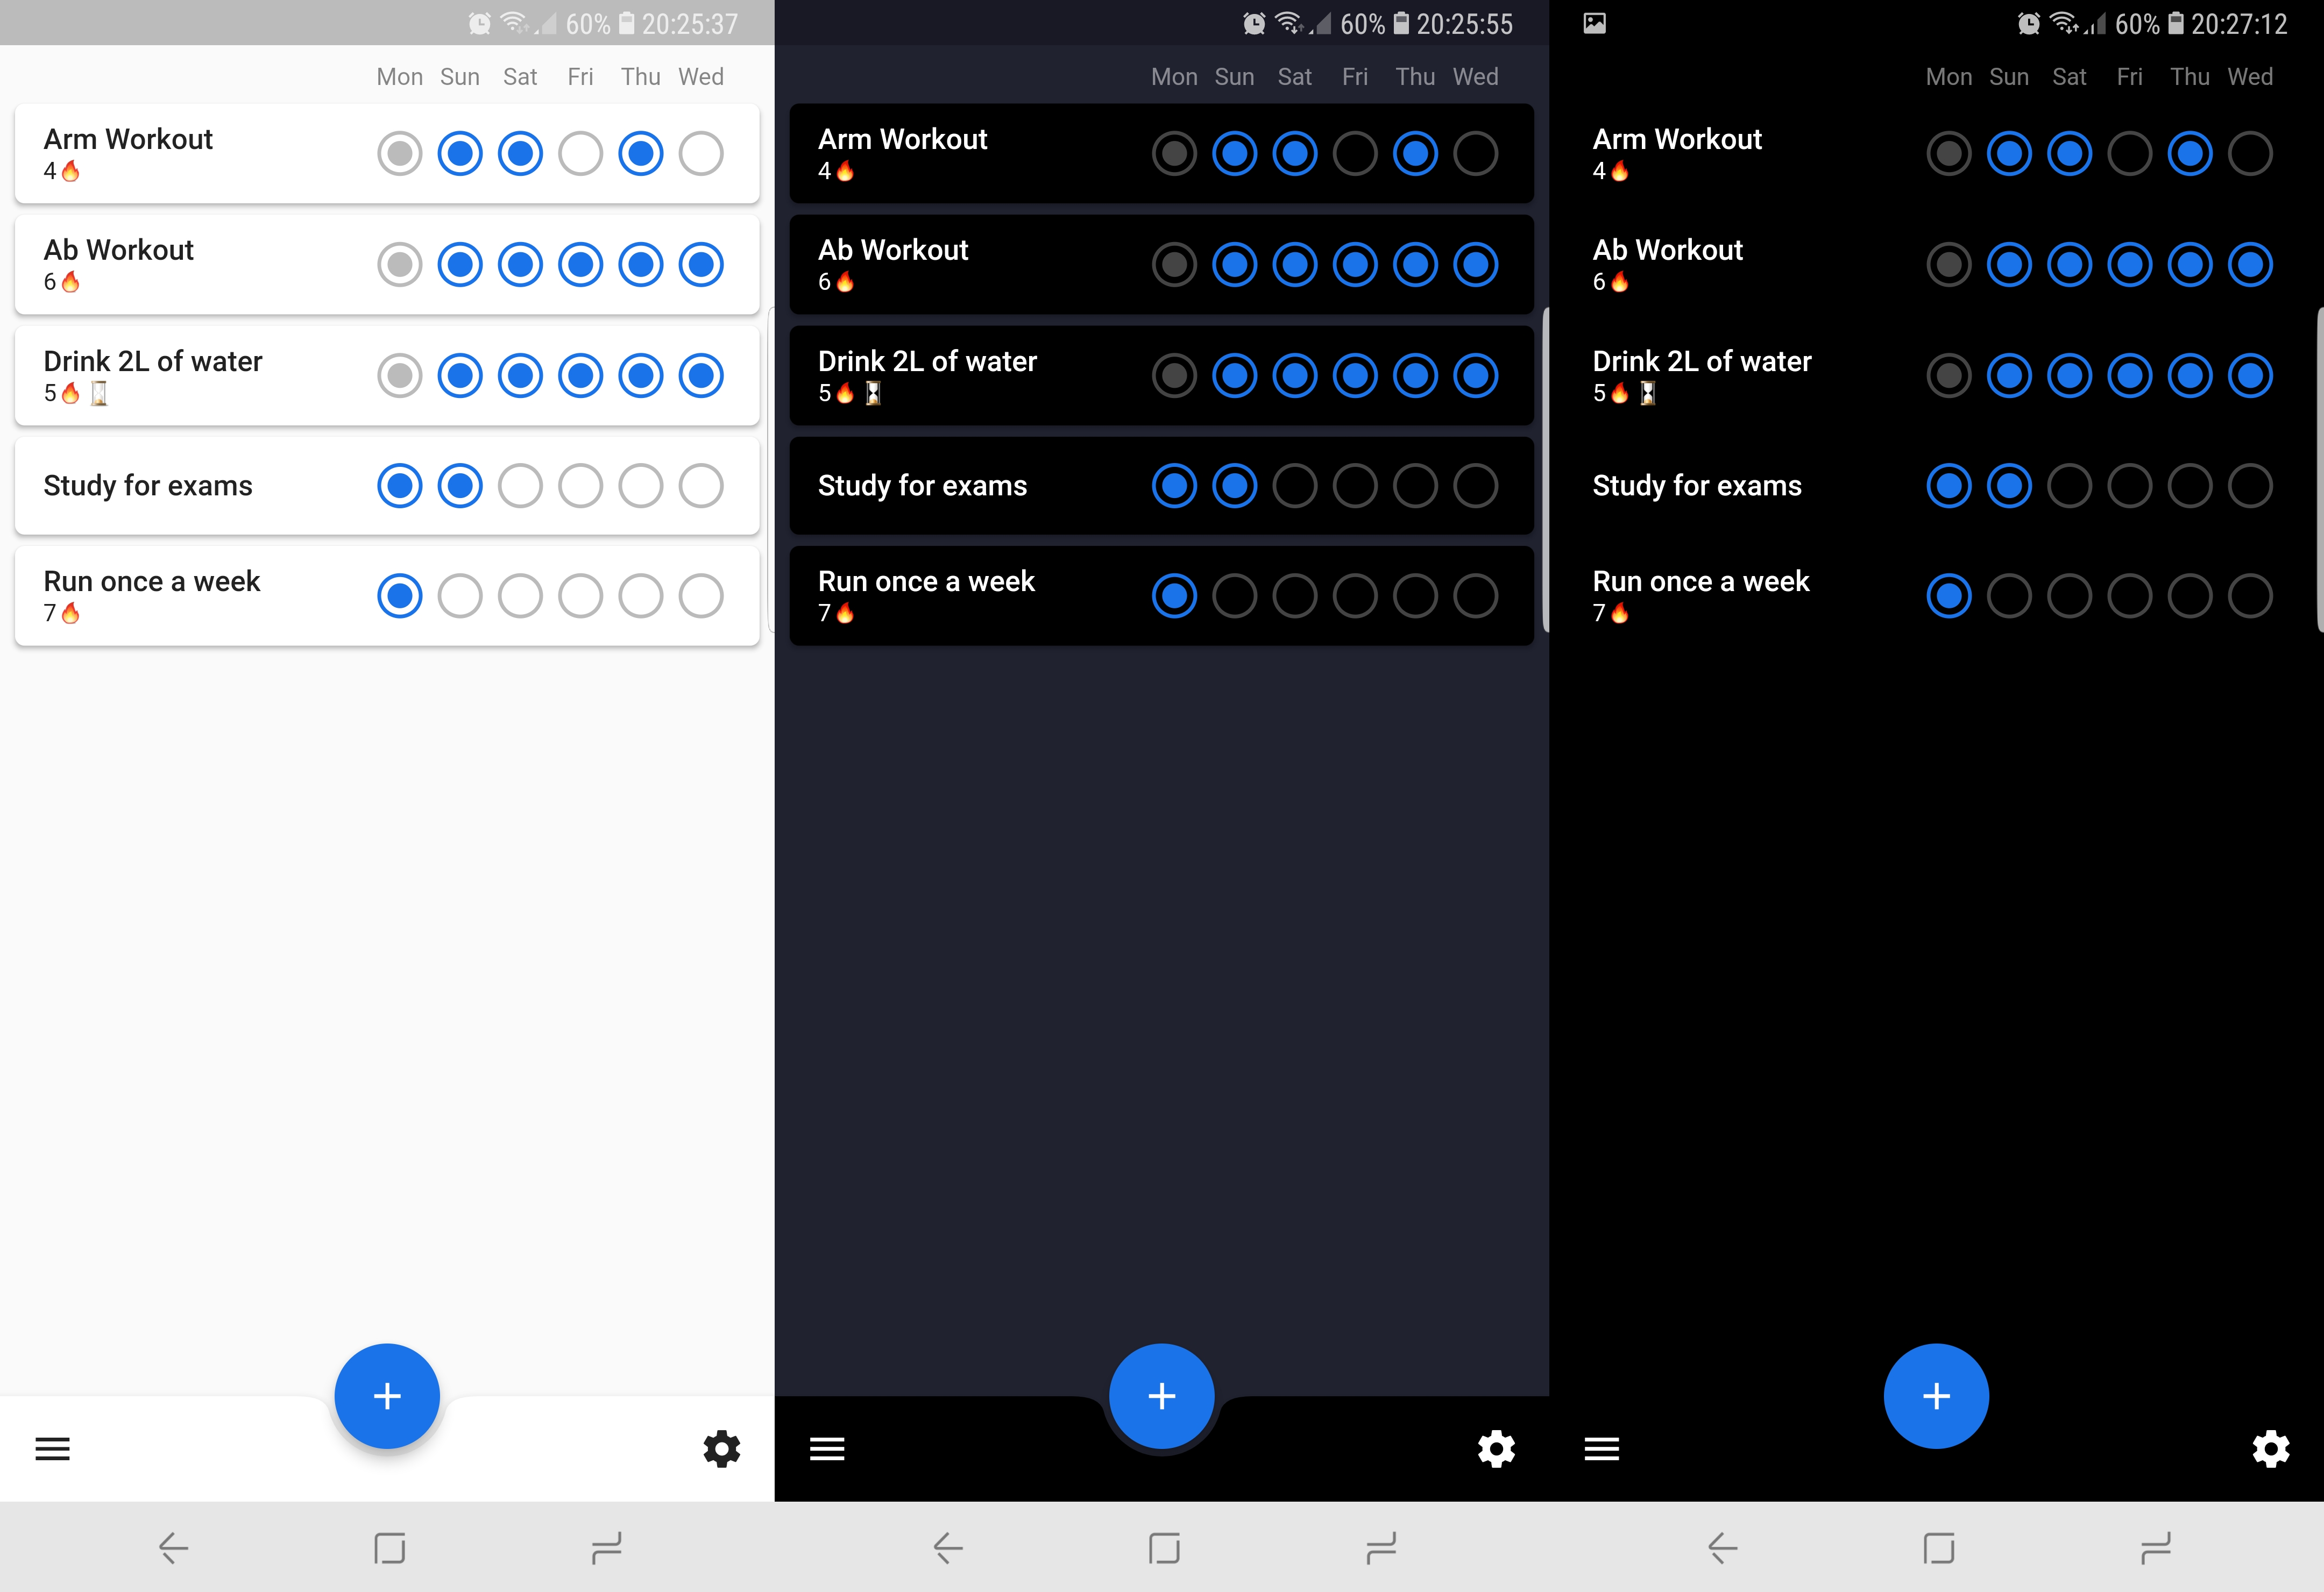 60% 20:25:37
Mon Sun Sat Fri Thu Wed
Arm Workout
4🔥
Ab Workout
6🔥
Drink 2L of water
5🔥⏳
Study for exams
Run once a week
7🔥
60% 20:25:55
Mon Sun Sat Fri Thu Wed
Arm Workout
4🔥
Ab Workout
6🔥
Drink 2L of water
5🔥⏳
Study for exams
Run once a week
7🔥
60% 20:27:12
Mon Sun Sat Fri Thu Wed
Arm Workout
4🔥
Ab Workout
6🔥
Drink 2L of water
5🔥⏳
Study for exams
Run once a week
7🔥